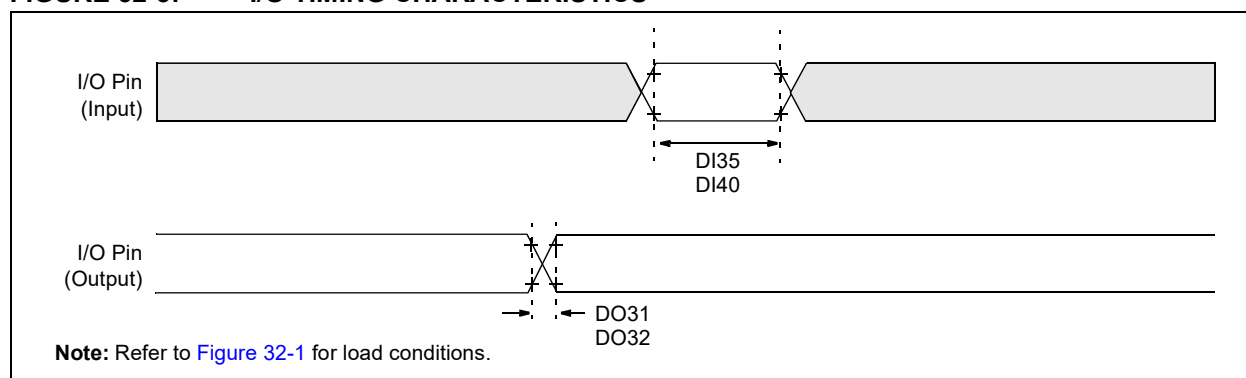 I/O Pin
(Input)
DI35
DI40
I/O Pin
(Output)
DO31
DO32
Note: Refer to Figure 32-1 for load conditions.